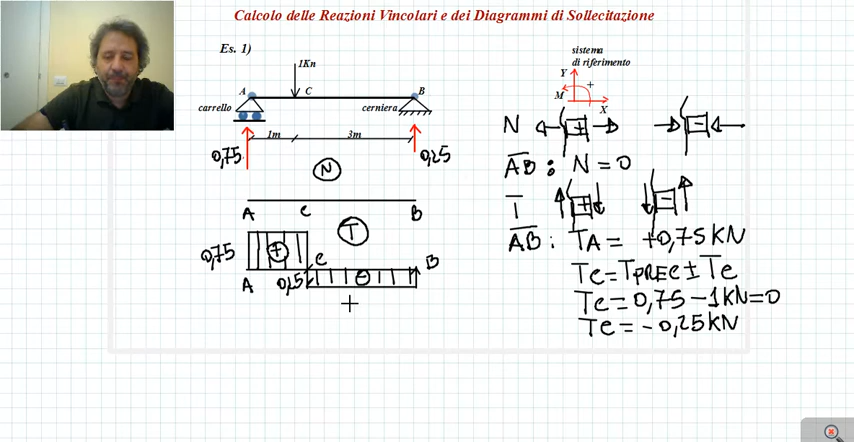 Calcolo delle Reazioni Vincolari e dei Diagrammi di Sollecitazione
Es. 1)
1Kn
A C B
carrello cerniera
1m 3m
0,75 0,25
N
A C B
T
0,75 + C B
A 0,25 -
sistema
di riferimento
Y
+
M X
N + -
AB : N = 0
T + -
AB : TA = +0,75 KN
Tc = TPREC ± Tc
Tc = 0,75 - 1KN = 0
Tc = -0,25 KN